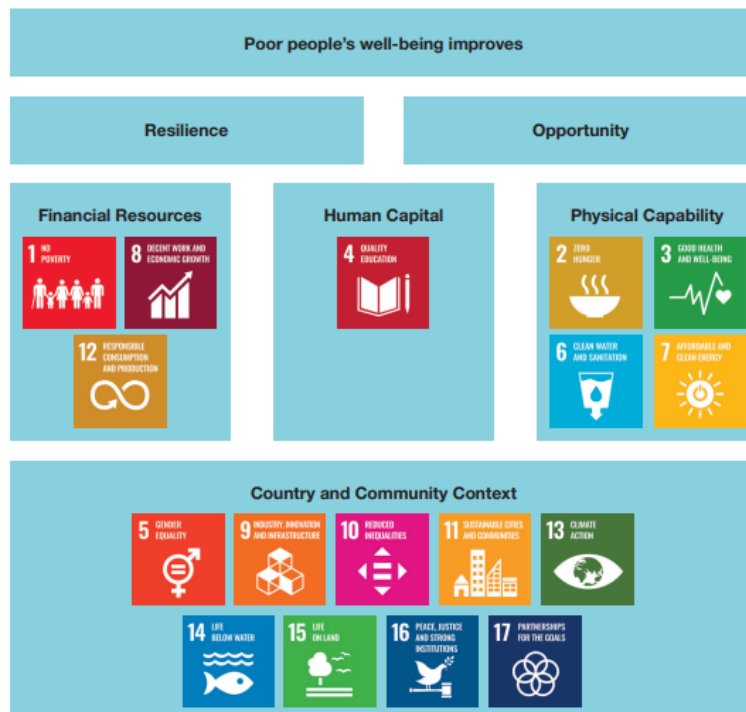 Poor people's well-being improves
Resilience
Opportunity
Financial Resources
1 NO
POVERTY
8 DECENT WORK AND
ECONOMIC GROWTH
12 RESPONSIBLE
CONSUMPTION
AND PRODUCTION
Human Capital
4 QUALITY
EDUCATION
Physical Capability
2 ZERO
HUNGER
3 GOOD HEALTH
AND WELL-BEING
6 CLEAN WATER
AND SANITATION
7 AFFORDABLE AND
CLEAN ENERGY
Country and Community Context
5 GENDER
EQUALITY
9 INDUSTRY, INNOVATION
AND INFRASTRUCTURE
10 REDUCED
INEQUALITIES
11 SUSTAINABLE CITIES
AND COMMUNITIES
13 CLIMATE
ACTION
14 LIFE
BELOW WATER
15 LIFE
ON LAND
16 PEACE, JUSTICE
AND STRONG
INSTITUTIONS
17 PARTNERSHIPS
FOR THE GOALS